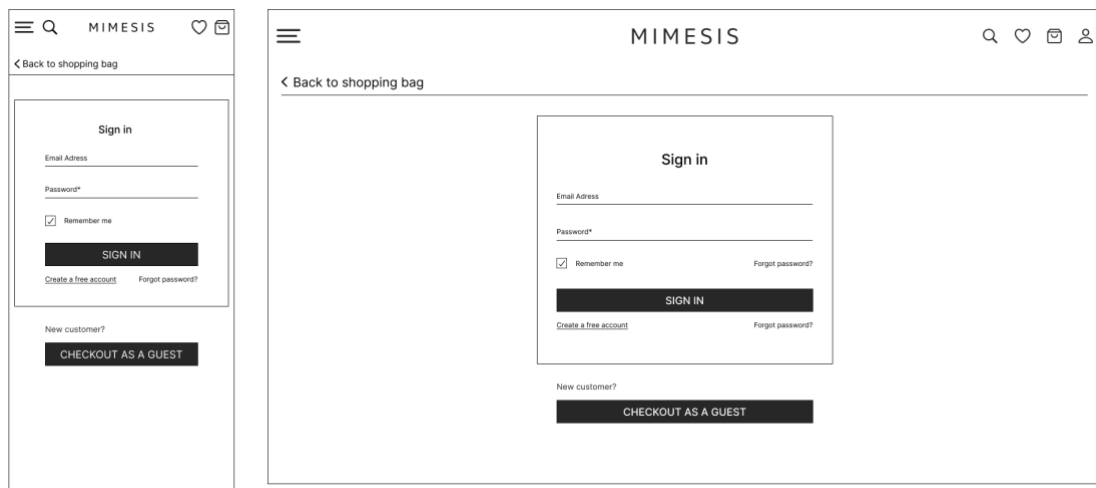 MIMESIS
Back to shopping bag
Sign in
Email Adress
Password*
Remember me
SIGN IN
Create a free account Forgot password?
New customer?
CHECKOUT AS A GUEST
MIMESIS
Back to shopping bag
Sign in
Email Adress
Password*
Remember me Forgot password?
SIGN IN
Create a free account Forgot password?
New customer?
CHECKOUT AS A GUEST